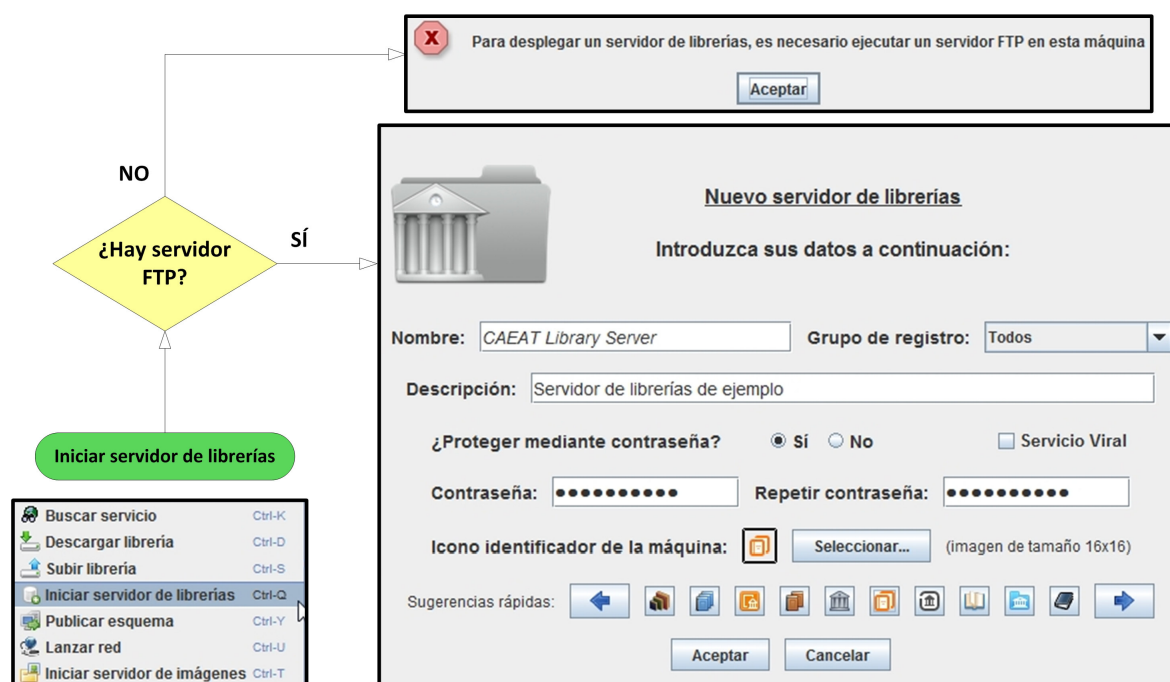 Para desplegar un servidor de librerías, es necesario ejecutar un servidor FTP en esta máquina
Aceptar
NO
¿Hay servidor
FTP?
SÍ
Iniciar servidor de librerías
Buscar servicio Ctrl-K
Descargar librería Ctrl-D
Subir librería Ctrl-S
Iniciar servidor de librerías Ctrl-Q
Publicar esquema Ctrl-Y
Lanzar red Ctrl-U
Iniciar servidor de imágenes Ctrl-T
Nuevo servidor de librerías
Introduzca sus datos a continuación:
Nombre: CAEAT Library Server Grupo de registro: Todos
Descripción: Servidor de librerías de ejemplo
¿Proteger mediante contraseña? Sí No Servicio Viral
Contraseña: ●●●●●●●●●● Repetir contraseña: ●●●●●●●●●●
Icono identificador de la máquina: Seleccionar... (imagen de tamaño 16x16)
Sugerencias rápidas:
Aceptar Cancelar